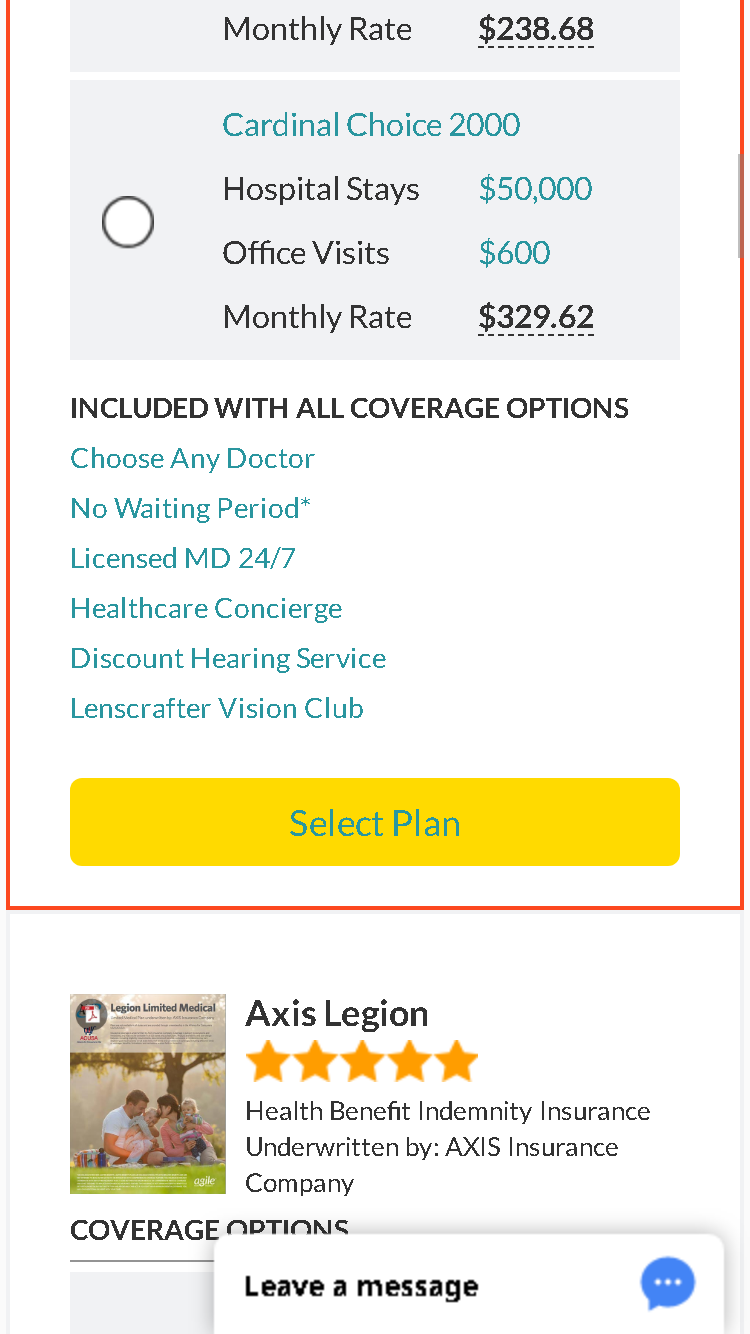 Monthly Rate $238.68
Cardinal Choice 2000
Hospital Stays $50,000
Office Visits $600
Monthly Rate $329.62
INCLUDED WITH ALL COVERAGE OPTIONS
Choose Any Doctor
No Waiting Period*
Licensed MD 24/7
Healthcare Concierge
Discount Hearing Service
Lenscrafter Vision Club
Select Plan
Legion Limited Medical
Axis Legion
Health Benefit Indemnity Insurance
Underwritten by: AXIS Insurance
Company
agile
COVERAGE OPTIONS
Leave a message